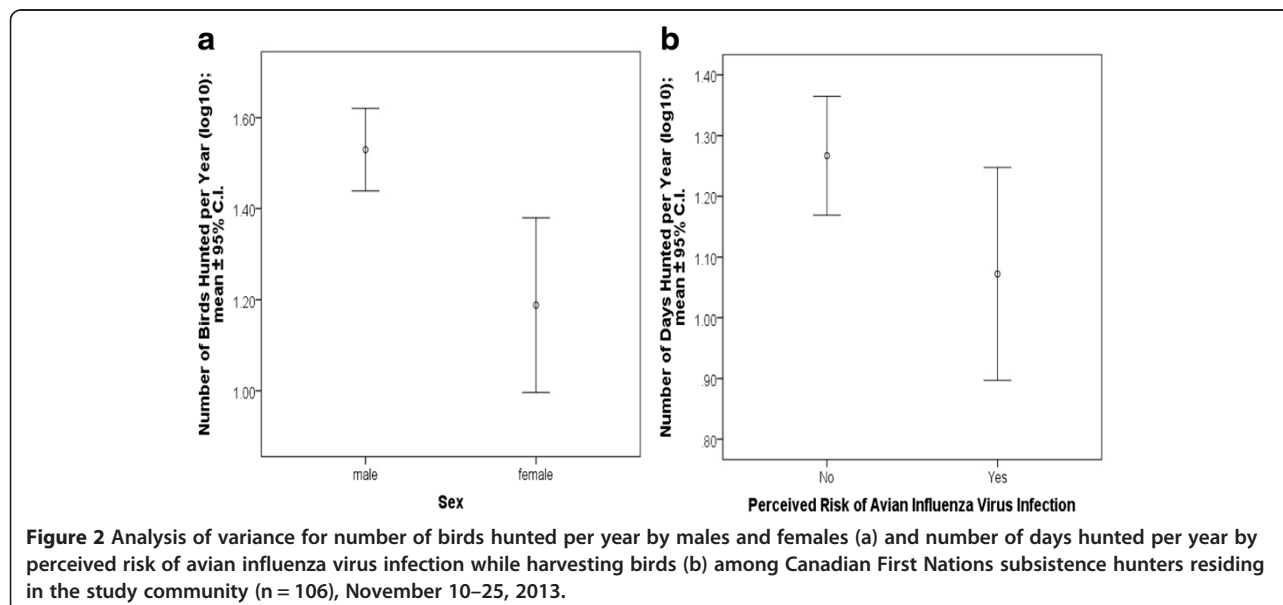 a
Number of Birds Hunted per Year (log10);
mean ± 95% C.I.
1.60
1.40
1.20
1.00
male
female
Sex
b
Number of Days Hunted per Year (log10);
mean ± 95% C.I.
1.40
1.30
1.20
1.10
1.00
.90
.80
No
Yes
Perceived Risk of Avian Influenza Virus Infection
Figure 2 Analysis of variance for number of birds hunted per year by males and females (a) and number of days hunted per year by
perceived risk of avian influenza virus infection while harvesting birds (b) among Canadian First Nations subsistence hunters residing
in the study community (n = 106), November 10–25, 2013.